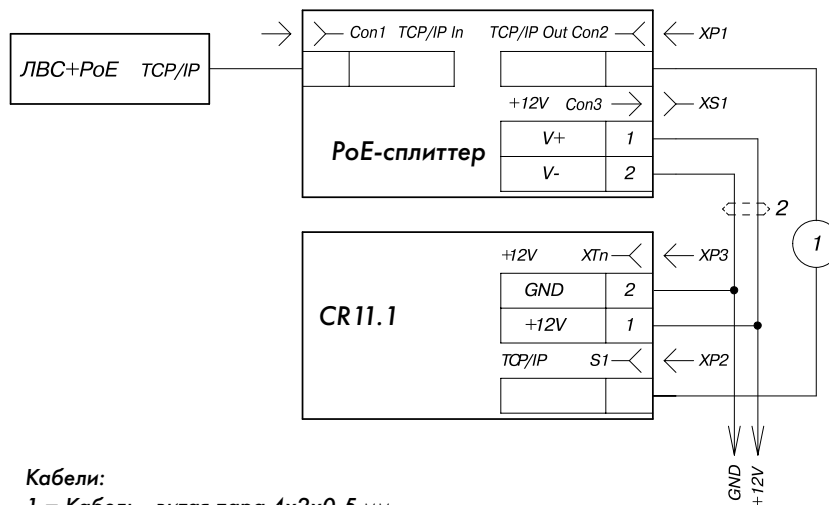 Con1 TCP/IP In TCP/IP Out Con2 XP1
ЛВС+PoE TCP/IP
+12V Con3 XS1
V+ 1
PoE-сплиттер
V- 2
2
1
+12V XTn XP3
GND 2
CR11.1
+12V 1
TCP/IP S1 XP2
GND
+12V
Кабели:
1 – Кабель